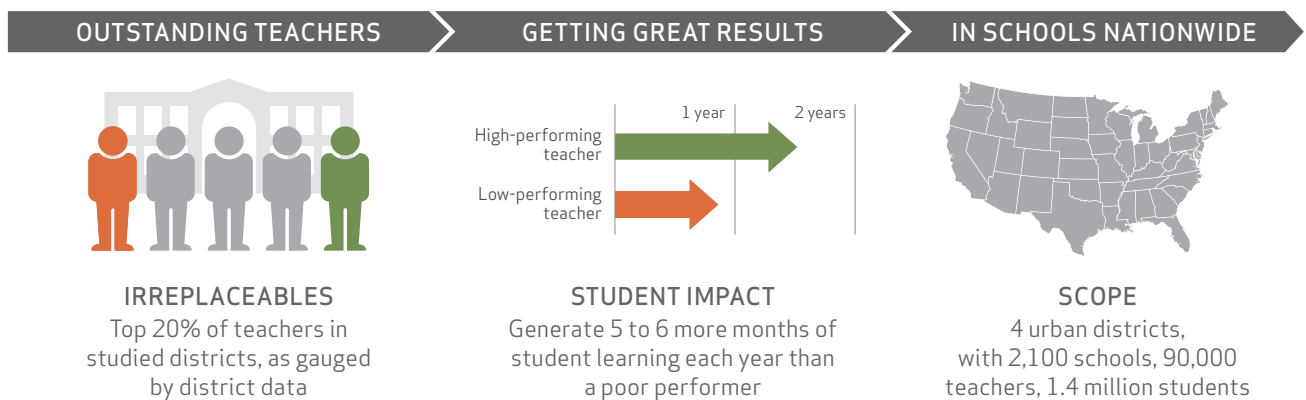 OUTSTANDING TEACHERS
GETTING GREAT RESULTS
IN SCHOOLS NATIONWIDE
1 year
2 years
High-performing
teacher
Low-performing
teacher
IRREPLACEABLES
Top 20% of teachers in
studied districts, as gauged
by district data
STUDENT IMPACT
Generate 5 to 6 more months of
student learning each year than
a poor performer
SCOPE
4 urban districts,
with 2,100 schools, 90,000
teachers, 1.4 million students